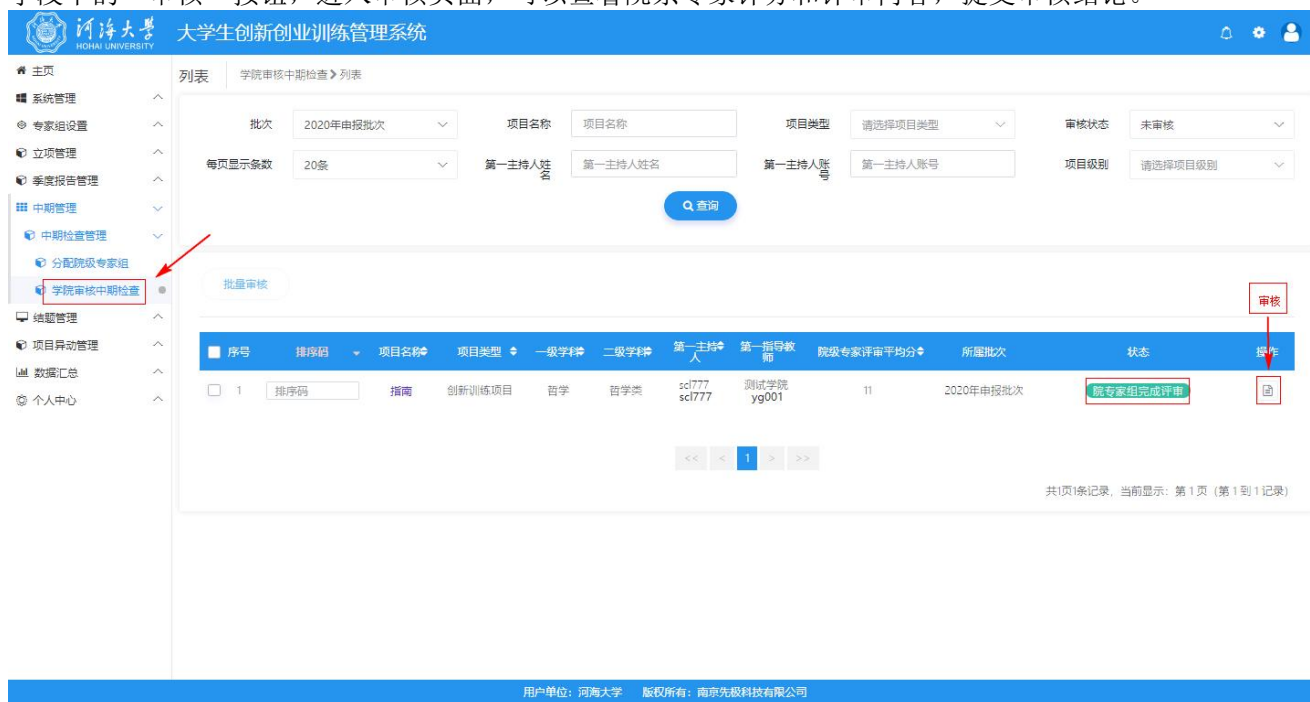 河海大学 HOHAI UNIVERSITY 大学生创新创业训练管理系统
主页
系统管理
专家组设置
立项管理
季度报告管理
中期管理
中期检查管理
分配院级专家组
学院审核中期检查
结题管理
项目异动管理
数据汇总
个人中心
列表 学院审核中期检查 > 列表
批次 2020年申报批次 项目名称 项目名称 项目类型 请选择项目类型 审核状态 未审核
每页显示条数 20条 第一主持人姓名 第一主持人姓名 第一主持人账号 第一主持人账号 项目级别 请选择项目级别
查询
批量审核
审核
序号 排序码 项目名称 项目类型 一级学科 二级学科 第一主持人 第一指导教师 院级专家评审平均分 所属批次 状态 操作
1 排序码 指南 创新训练项目 哲学 哲学类 scl777 scl777 测试学院 yg001 11 2020年申报批次 院专家组完成评审
<< < 1 > >>
共1页1条记录, 当前显示: 第 1 页 (第 1 到 1 记录)
用户单位: 河海大学 版权所有: 南京先极科技有限公司